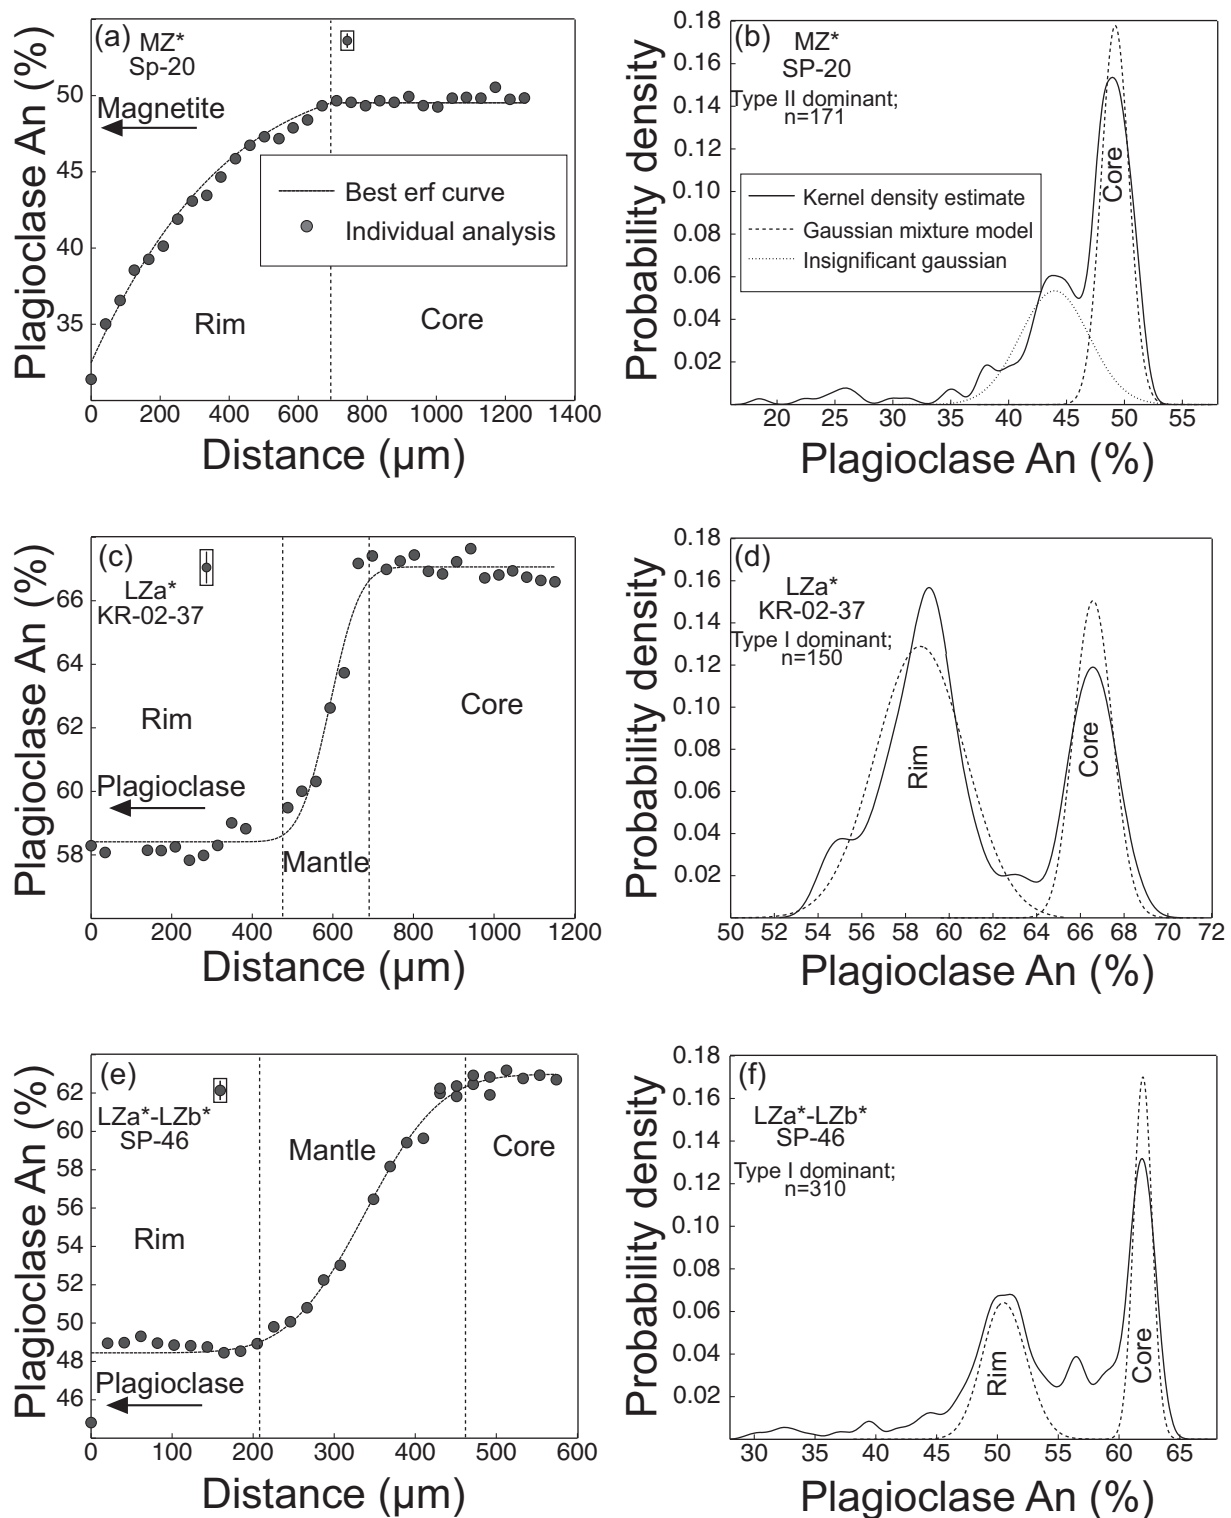 (a)
MZ*
Sp-20
Magnetite
Best erf curve
Individual analysis
Rim
Core
Plagioclase An (%)
50
45
40
35
0
200
400
600
800
1000
1200
1400
Distance (µm)
(b)
MZ*
SP-20
Type II dominant;
n=171
Kernel density estimate
Gaussian mixture model
Insignificant gaussian
Core
Probability density
0.18
0.16
0.14
0.12
0.10
0.08
0.06
0.04
0.02
20
25
30
35
40
45
50
55
Plagioclase An (%)
(c)
LZa*
KR-02-37
Rim
Core
Plagioclase
Mantle
Plagioclase An (%)
66
64
62
60
58
0
200
400
600
800
1000
1200
Distance (µm)
(d)
LZa*
KR-02-37
Type I dominant;
n=150
Rim
Core
Probability density
0.18
0.16
0.14
0.12
0.10
0.08
0.06
0.04
0.02
50
52
54
56
58
60
62
64
66
68
70
72
Plagioclase An (%)
(e)
LZa*-LZb*
SP-46
Mantle
Core
Rim
Plagioclase
Plagioclase An (%)
62
60
58
56
54
52
50
48
46
44
0
100
200
300
400
500
600
Distance (µm)
(f)
LZa*-LZb*
SP-46
Type I dominant;
n=310
Rim
Core
Probability density
0.18
0.16
0.14
0.12
0.10
0.08
0.06
0.04
0.02
30
35
40
45
50
55
60
65
Plagioclase An (%)